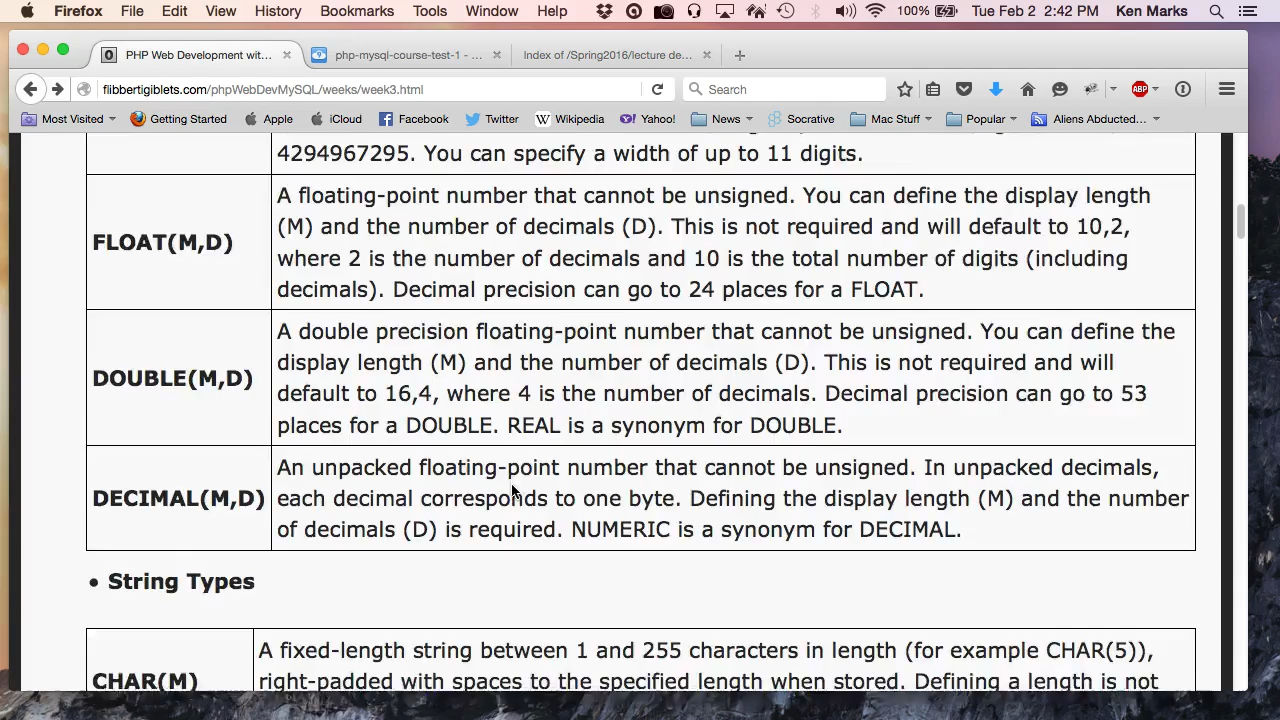 Firefox File Edit View History Bookmarks Tools Window Help 100% Tue Feb 2 2:42 PM Ken Marks
PHP Web Development wit... php-mysql-course-test-1 - ... Index of /Spring2016/lecture de...
flibbertigiblets.com/phpWebDevMySQL/weeks/week3.html Search ABP
Most Visited Getting Started Apple iCloud Facebook Twitter Wikipedia Yahoo! News Socrative Mac Stuff Popular Aliens Abducted...
4294967295. You can specify a width of up to 11 digits.
FLOAT(M,D)
A floating-point number that cannot be unsigned. You can define the display length
(M) and the number of decimals (D). This is not required and will default to 10,2,
where 2 is the number of decimals and 10 is the total number of digits (including
decimals). Decimal precision can go to 24 places for a FLOAT.
DOUBLE(M,D)
A double precision floating-point number that cannot be unsigned. You can define the
display length (M) and the number of decimals (D). This is not required and will
default to 16,4, where 4 is the number of decimals. Decimal precision can go to 53
places for a DOUBLE. REAL is a synonym for DOUBLE.
DECIMAL(M,D)
An unpacked floating-point number that cannot be unsigned. In unpacked decimals,
each decimal corresponds to one byte. Defining the display length (M) and the number
of decimals (D) is required. NUMERIC is a synonym for DECIMAL.
• String Types
CHAR(M)
A fixed-length string between 1 and 255 characters in length (for example CHAR(5)),
right-padded with spaces to the specified length when stored. Defining a length is not